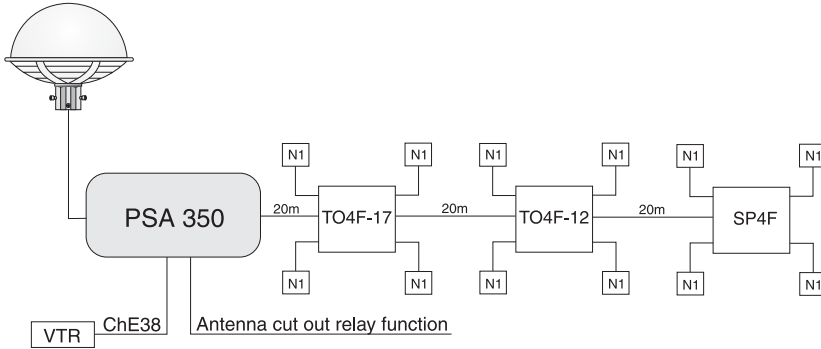 N1 N1 N1 N1 N1 N1
PSA 350 20m TO4F-17 20m TO4F-12 20m SP4F
N1 N1 N1 N1 N1 N1
VTR ChE38 Antenna cut out relay function